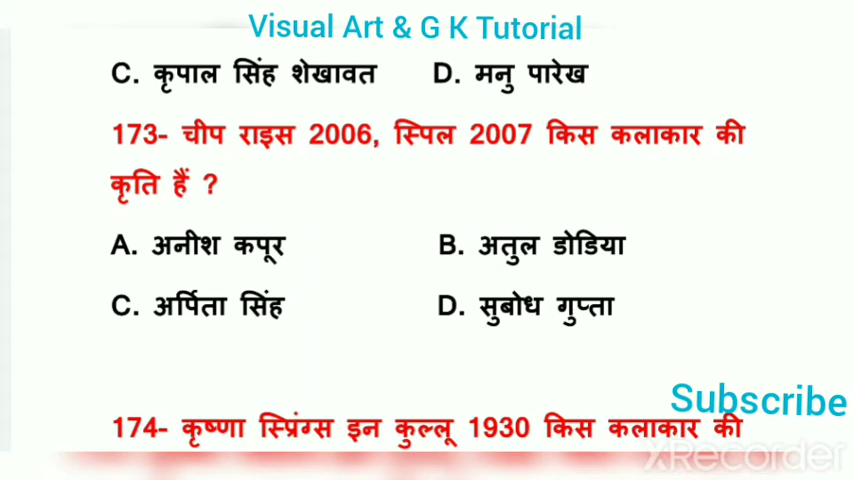 Visual Art & G K Tutorial
C. कृपाल सिंह शेखावत D. मनु पारेख
173- चीप राइस 2006, स्पिल 2007 किस कलाकार की
कृति हैं ?
A. अनीश कपूर B. अतुल डोडिया
C. अर्पिता सिंह D. सुबोध गुप्ता
Subscribe
174- कृष्णा स्प्रिंग्स इन कुल्लू 1930 किस कलाकार की
XRecorder